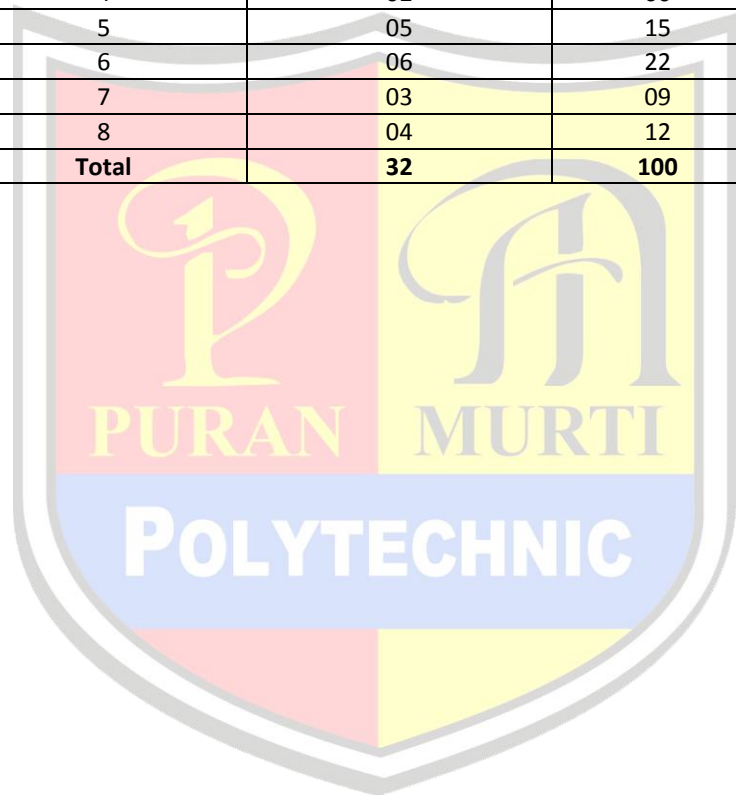 5 05 15
6 06 22
7 03 09
8 04 12
Total 32 100
PURAN MURTI
POLYTECHNIC